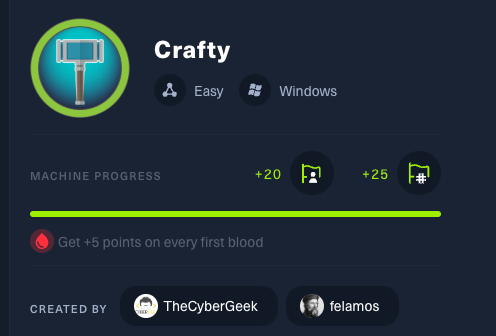 Crafty
Easy Windows
MACHINE PROGRESS +20 # +25
Get +5 points on every first blood
CREATED BY TheCyberGeek felamos